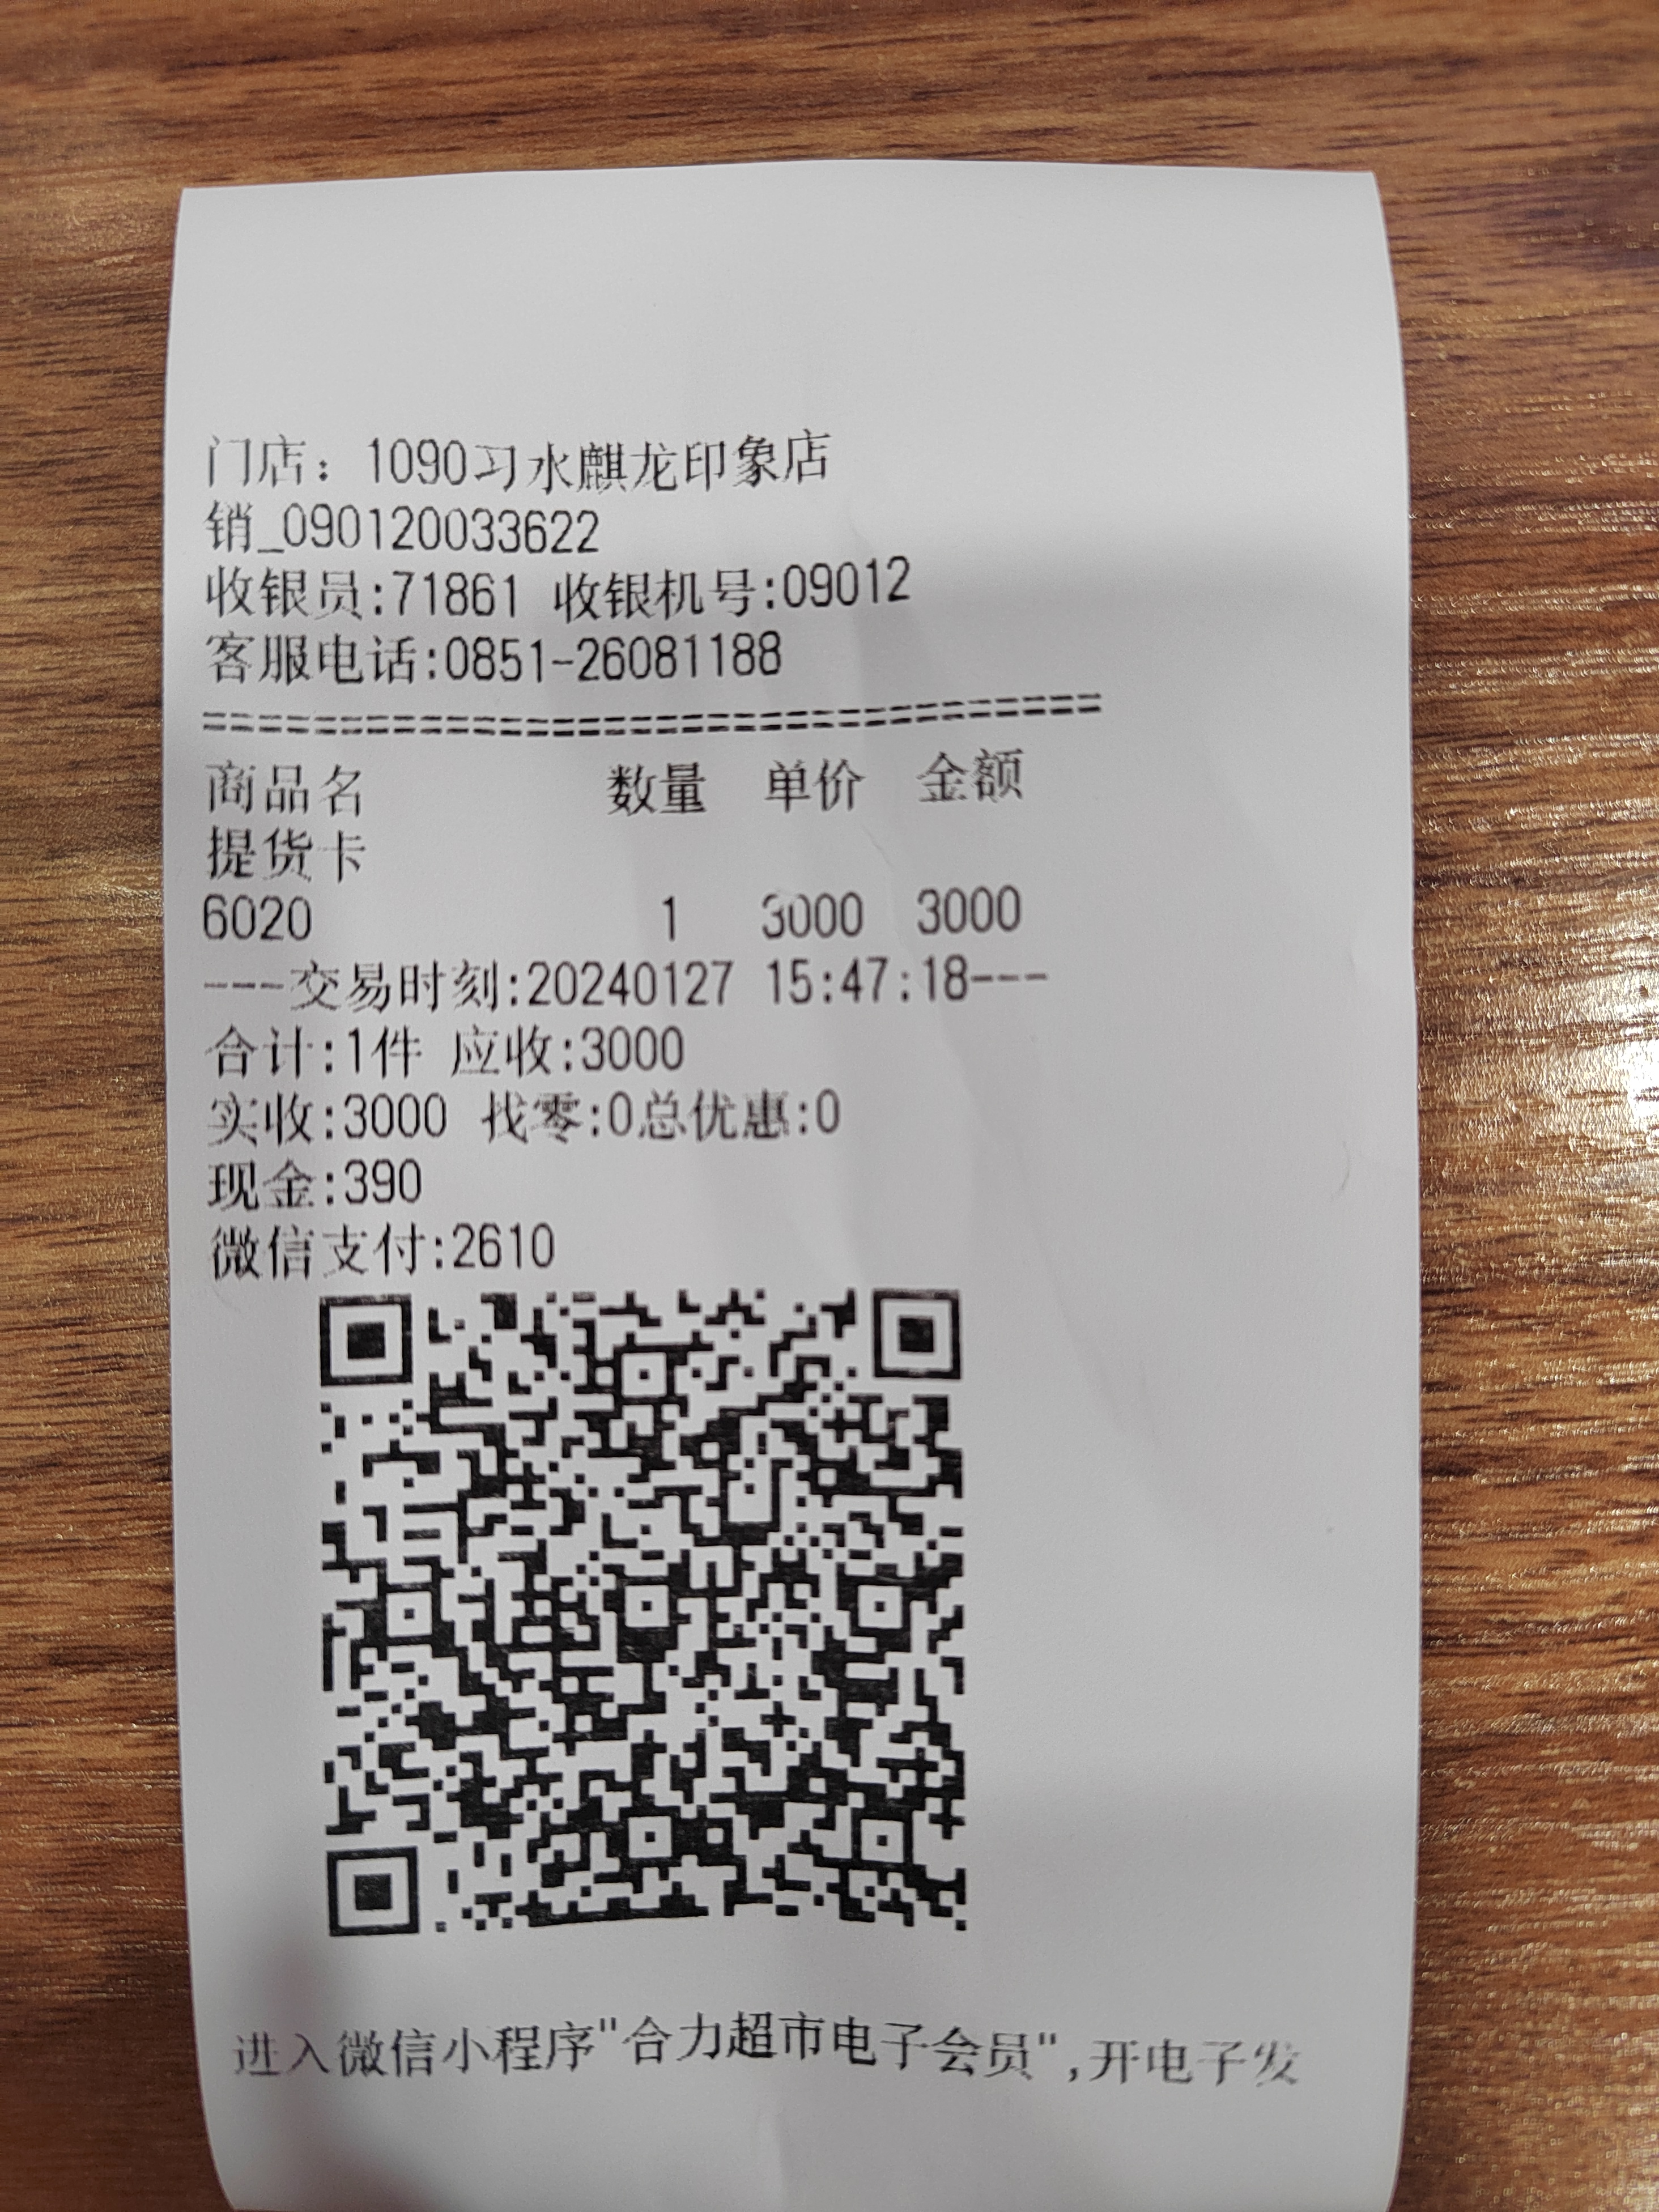 门店：1090习水麒龙印象店
销_090120033622
收银员:71861 收银机号:09012
客服电话:0851-26081188
================================
商品名 数量 单价 金额
提货卡
6020 1 3000 3000
---交易时刻:20240127 15:47:18---
合计:1件 应收:3000
实收:3000 找零:0总优惠:0
现金:390
微信支付:2610
进入微信小程序"合力超市电子会员",开电子发